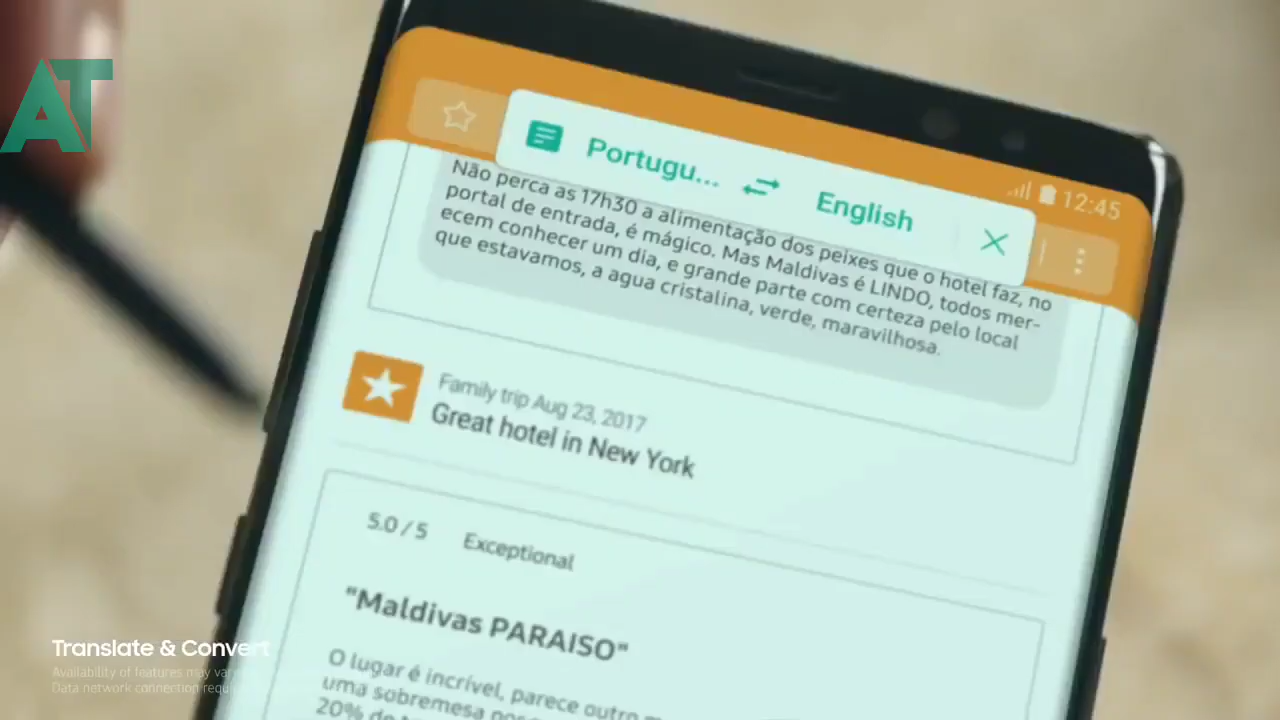 AT
12:45
Portugu...
English
Não perca as 17h30 a alimentação dos peixes que o hotel faz, no
portal de entrada, é mágico. Mas Maldivas é LINDO, todos mer-
ecem conhecer um dia, e grande parte com certeza pelo local
que estavamos, a agua cristalina, verde, maravilhosa.
Family trip Aug 23, 2017
Great hotel in New York
5.0 / 5 Exceptional
"Maldivas PARAISO"
O lugar é incrível, parece outro
uma sobremesa
20% de
Translate & Convert
Availability of features may vary
Data network connection